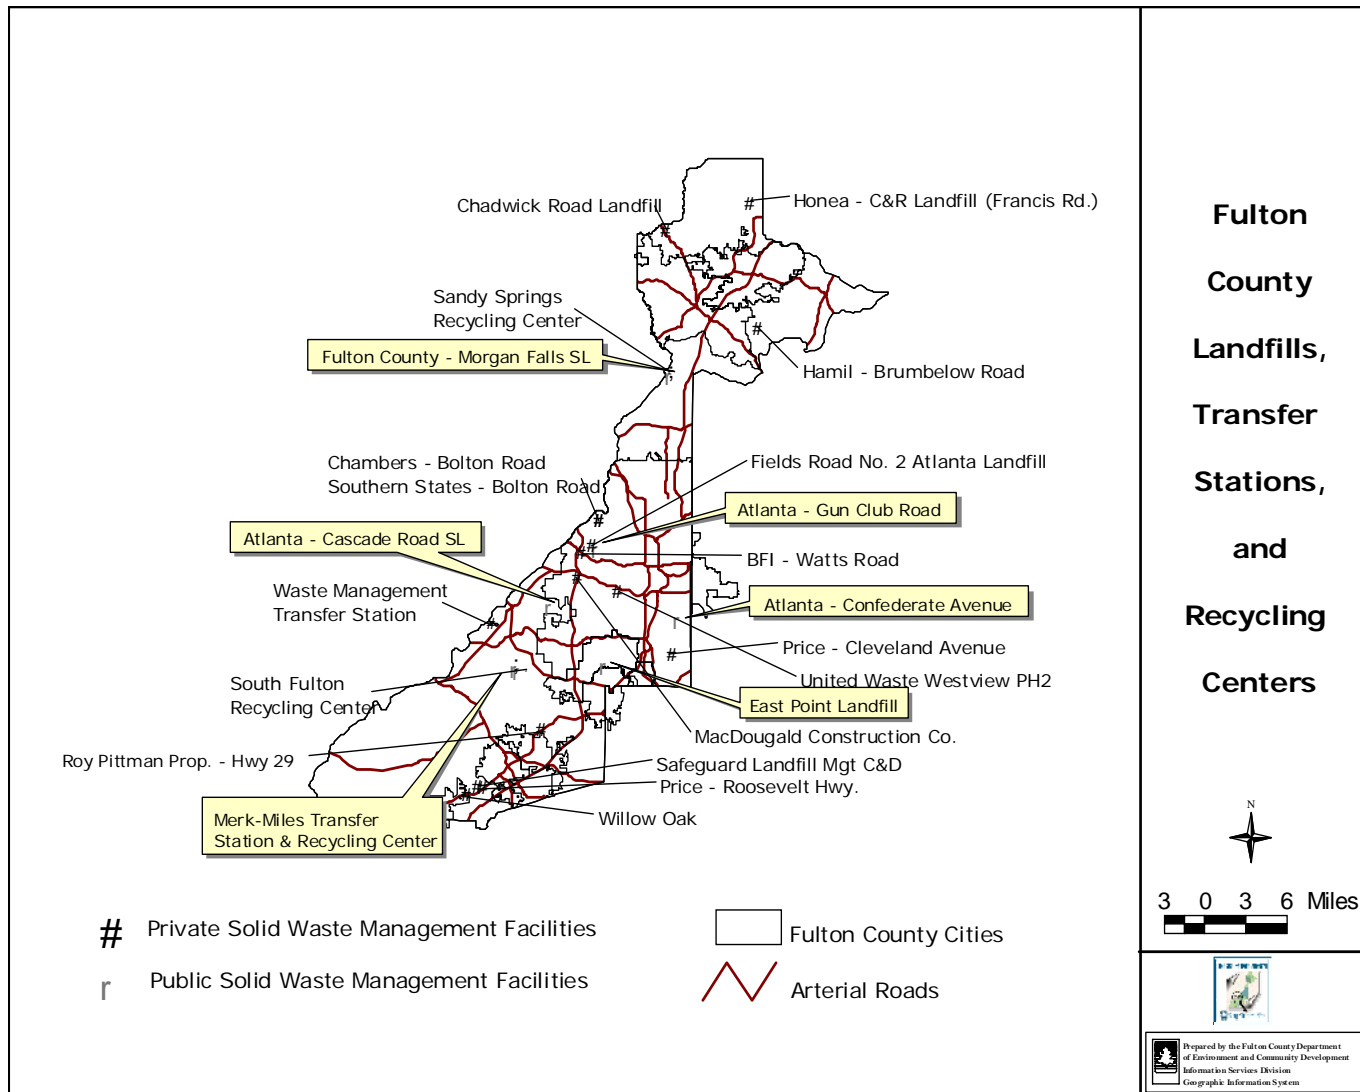 Chadwick Road Landfill
Honea - C&R Landfill (Francis Rd.)
Sandy Springs
Recycling Center
Fulton County - Morgan Falls SL
Hamil - Brumbelow Road
Chambers - Bolton Road
Southern States - Bolton Road
Fields Road No. 2 Atlanta Landfill
Atlanta - Gun Club Road
Atlanta - Cascade Road SL
BFI - Watts Road
Waste Management
Transfer Station
Atlanta - Confederate Avenue
Price - Cleveland Avenue
United Waste Westview PH2
South Fulton
Recycling Center
East Point Landfill
MacDougald Construction Co.
Roy Pittman Prop. - Hwy 29
Safeguard Landfill Mgt C&D
Price - Roosevelt Hwy.
Willow Oak
Merk-Miles Transfer
Station & Recycling Center
# Private Solid Waste Management Facilities
r Public Solid Waste Management Facilities
Fulton County Cities
Arterial Roads
Fulton
County
Landfills,
Transfer
Stations,
and
Recycling
Centers
N
3 0 3 6 Miles
Prepared by the Fulton County Department
of Environment and Community Development
Information Services Division
Geographic Information System